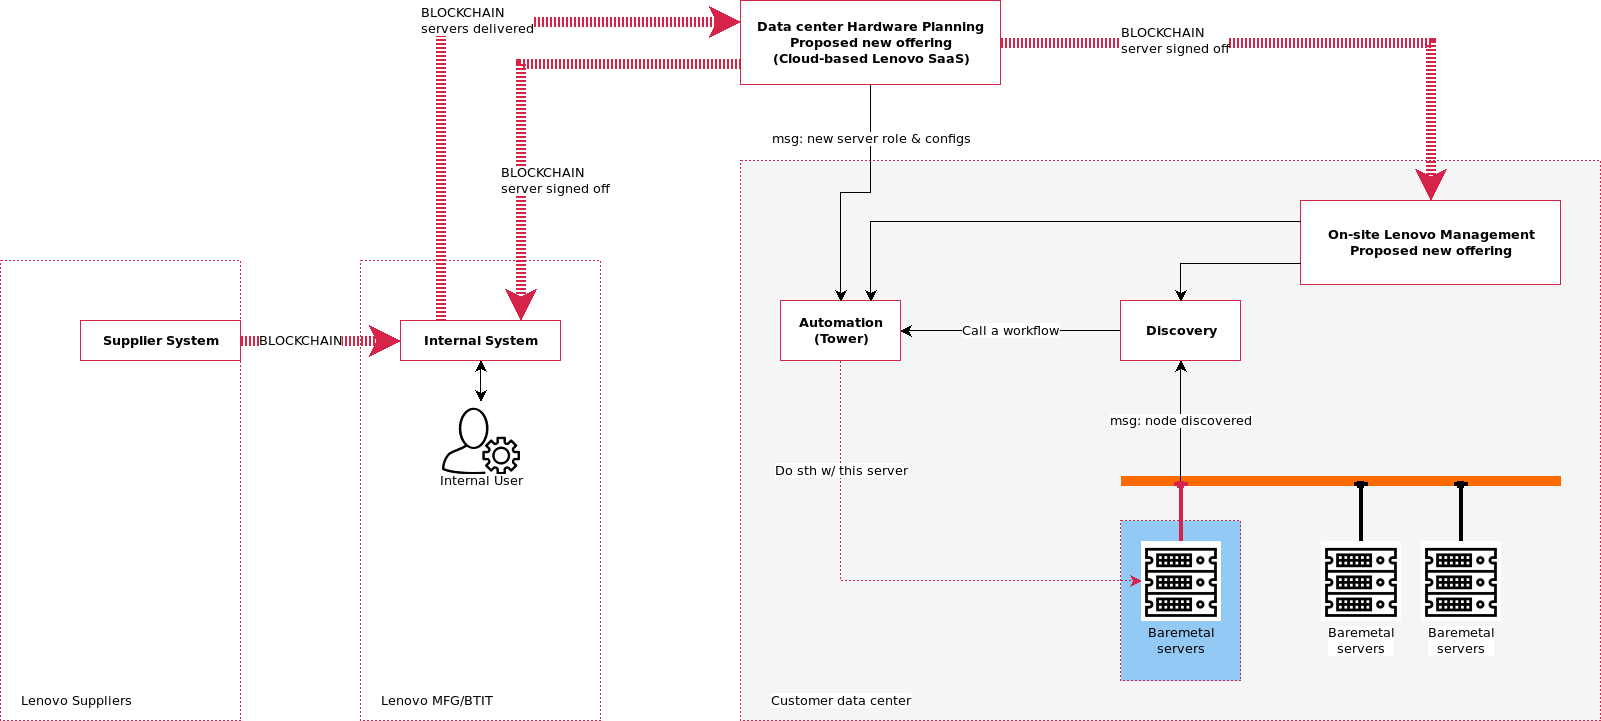 BLOCKCHAIN
servers delivered
Data center Hardware Planning
Proposed new offering
(Cloud-based Lenovo SaaS)
BLOCKCHAIN
server signed off
msg: new server role & configs
BLOCKCHAIN
server signed off
On-site Lenovo Management
Proposed new offering
Supplier System
BLOCKCHAIN
Internal System
Automation
(Tower)
Call a workflow
Discovery
msg: node discovered
Internal User
Do sth w/ this server
Baremetal
servers
Baremetal
servers
Baremetal
servers
Lenovo Suppliers
Lenovo MFG/BTIT
Customer data center